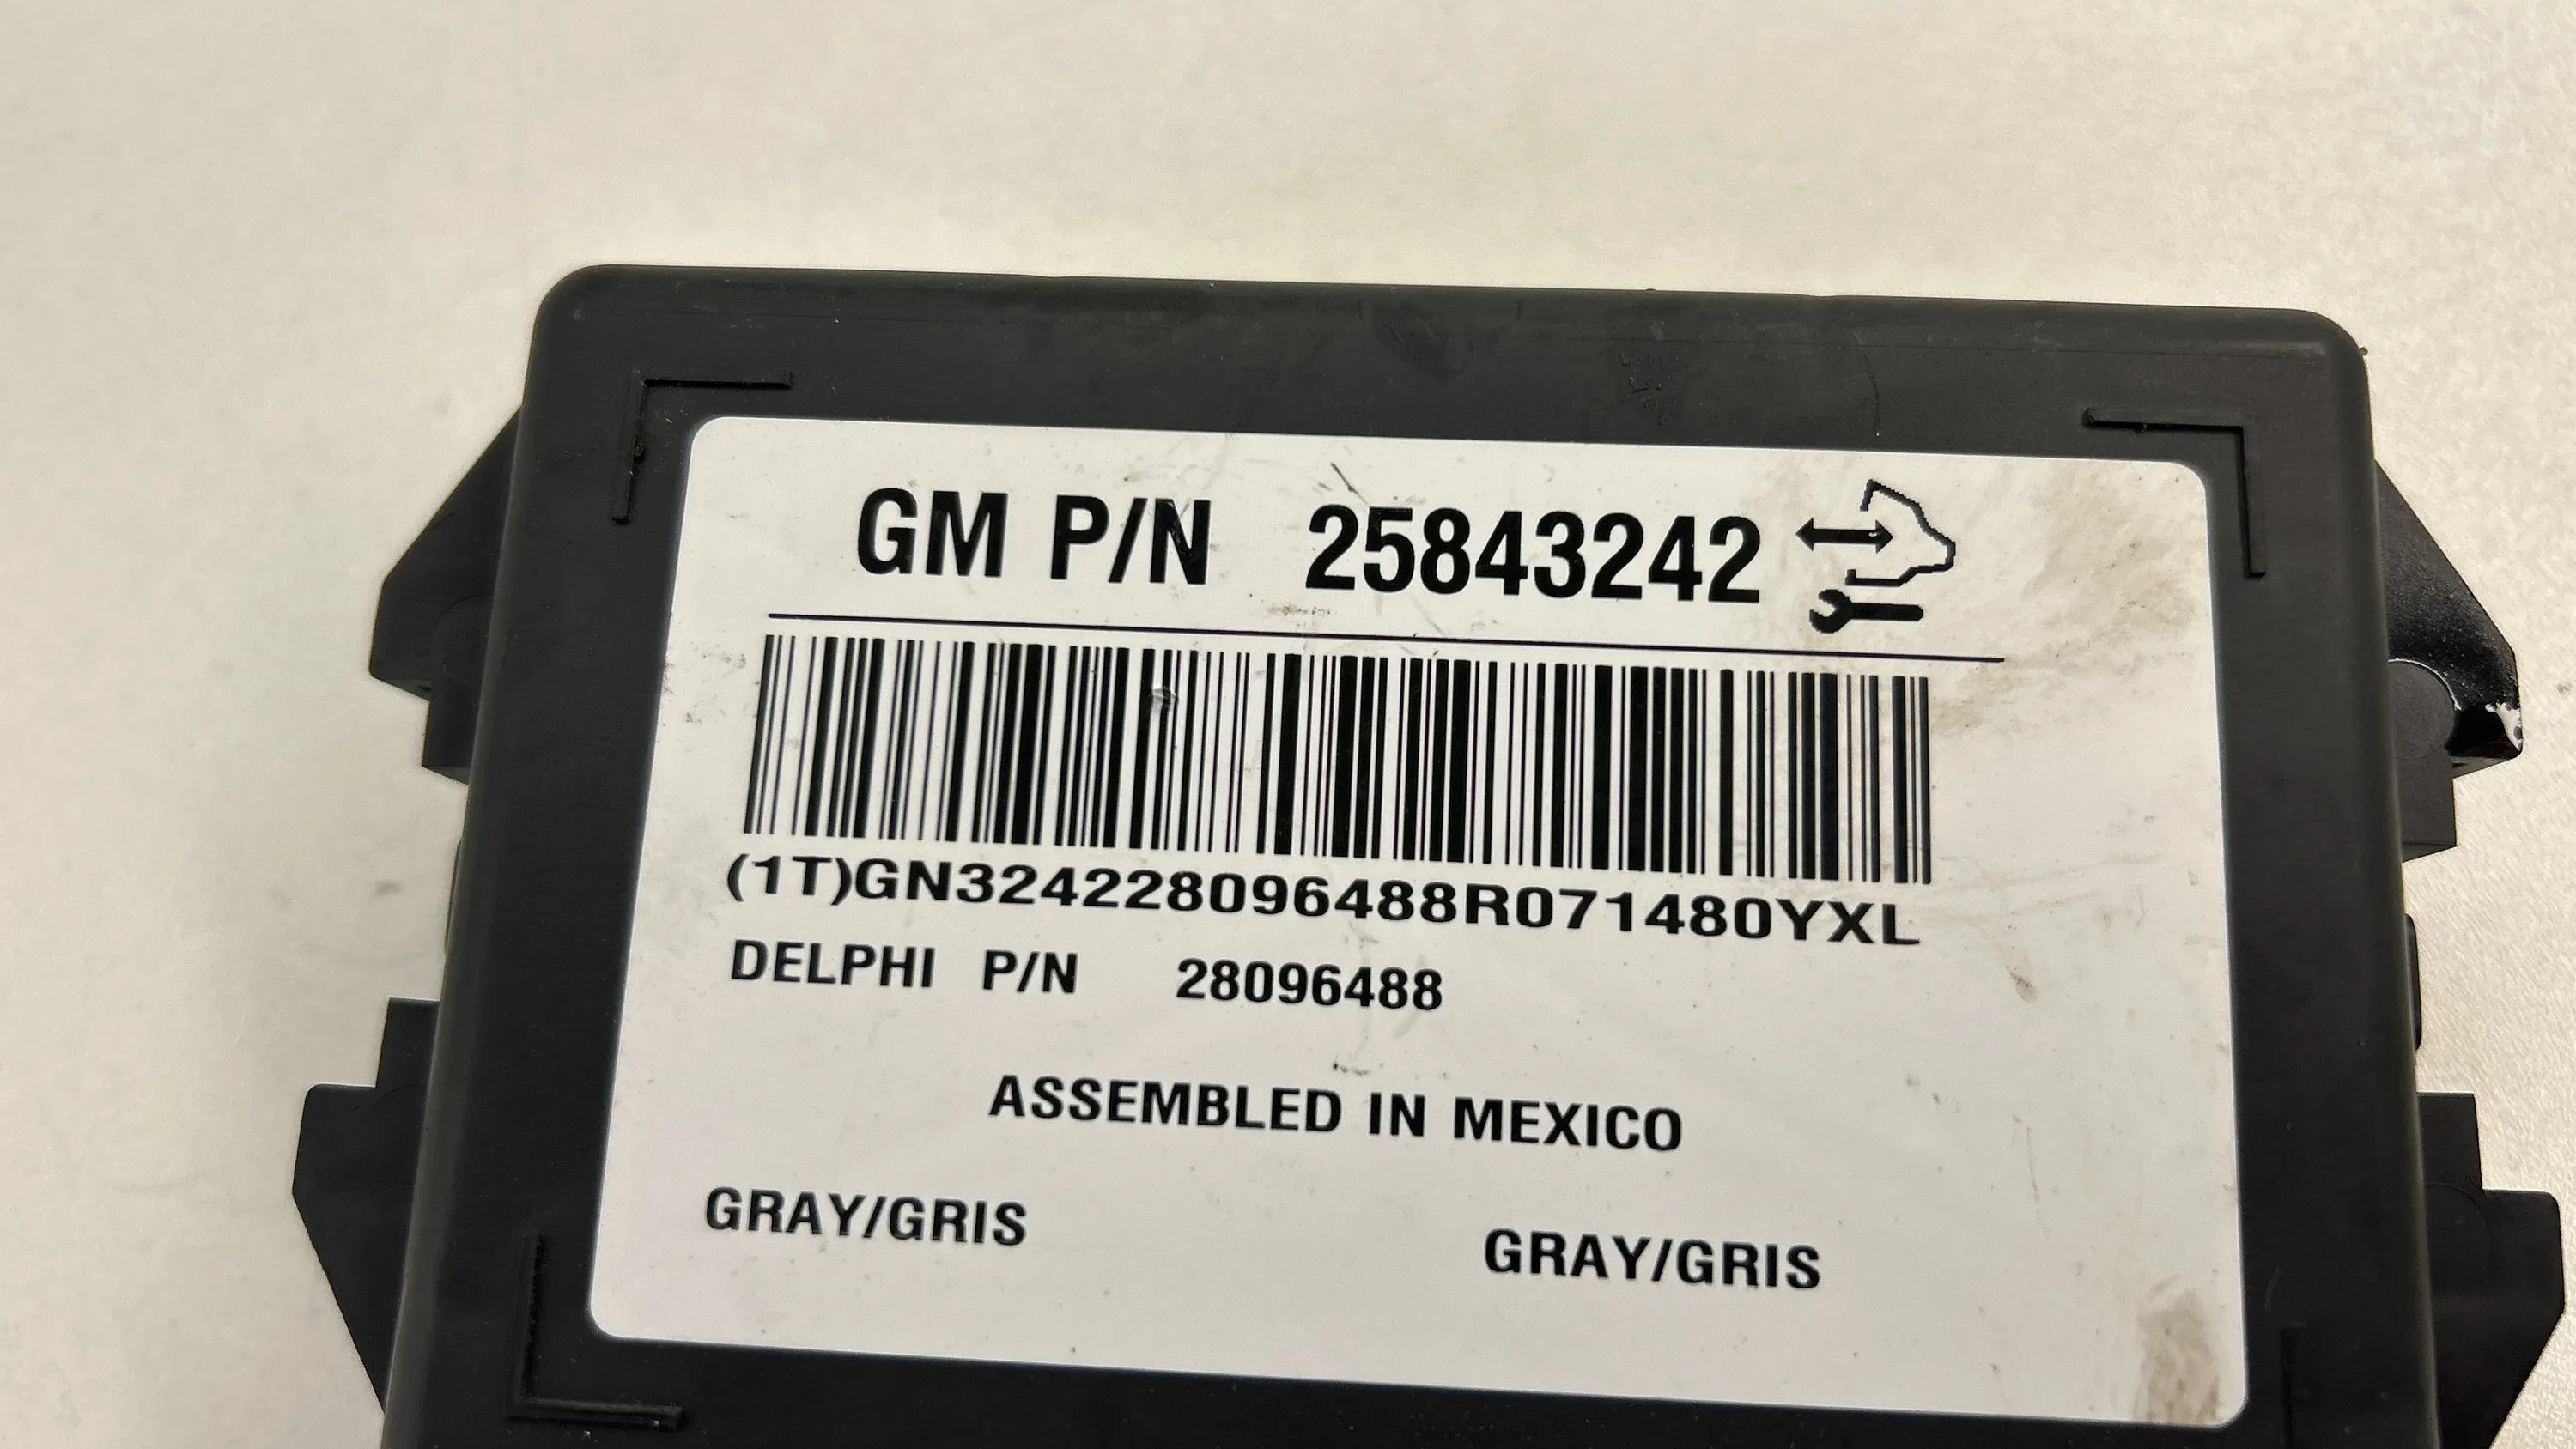 GM P/N 25843242
(1T)GN324228096488R071480YXL
DELPHI P/N 28096488
ASSEMBLED IN MEXICO
GRAY/GRIS GRAY/GRIS